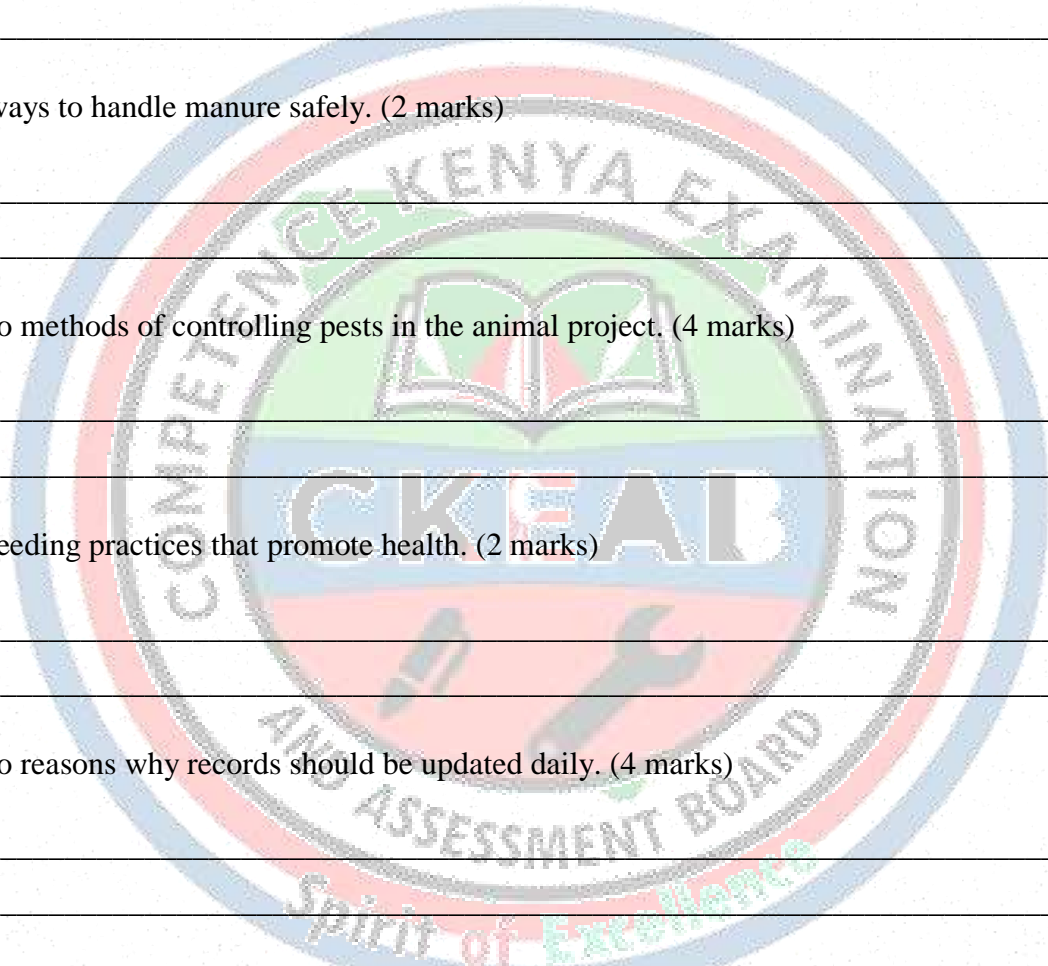 ways to handle manure safely. (2 marks)
o methods of controlling pests in the animal project. (4 marks)
eeding practices that promote health. (2 marks)
o reasons why records should be updated daily. (4 marks)
COMPETENCE KENYA EXAMINATION
CKEAB
AND ASSESSMENT BOARD
Spirit of Excellence